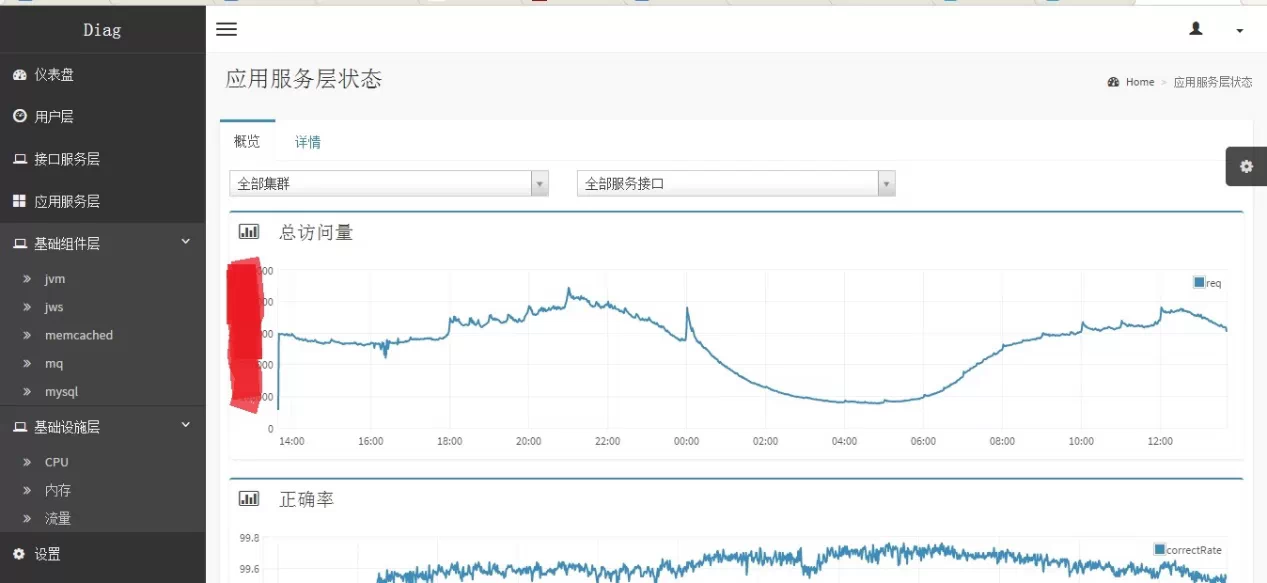 Diag
仪表盘
用户层
接口服务层
应用服务层
基础组件层
jvm
jws
memcached
mq
mysql
基础设施层
CPU
内存
流量
设置
应用服务层状态
Home > 应用服务层状态
概览 详情
全部集群 全部服务接口
总访问量
req
0
14:00 16:00 18:00 20:00 22:00 00:00 02:00 04:00 06:00 08:00 10:00 12:00
正确率
99.8
99.6
correctRate